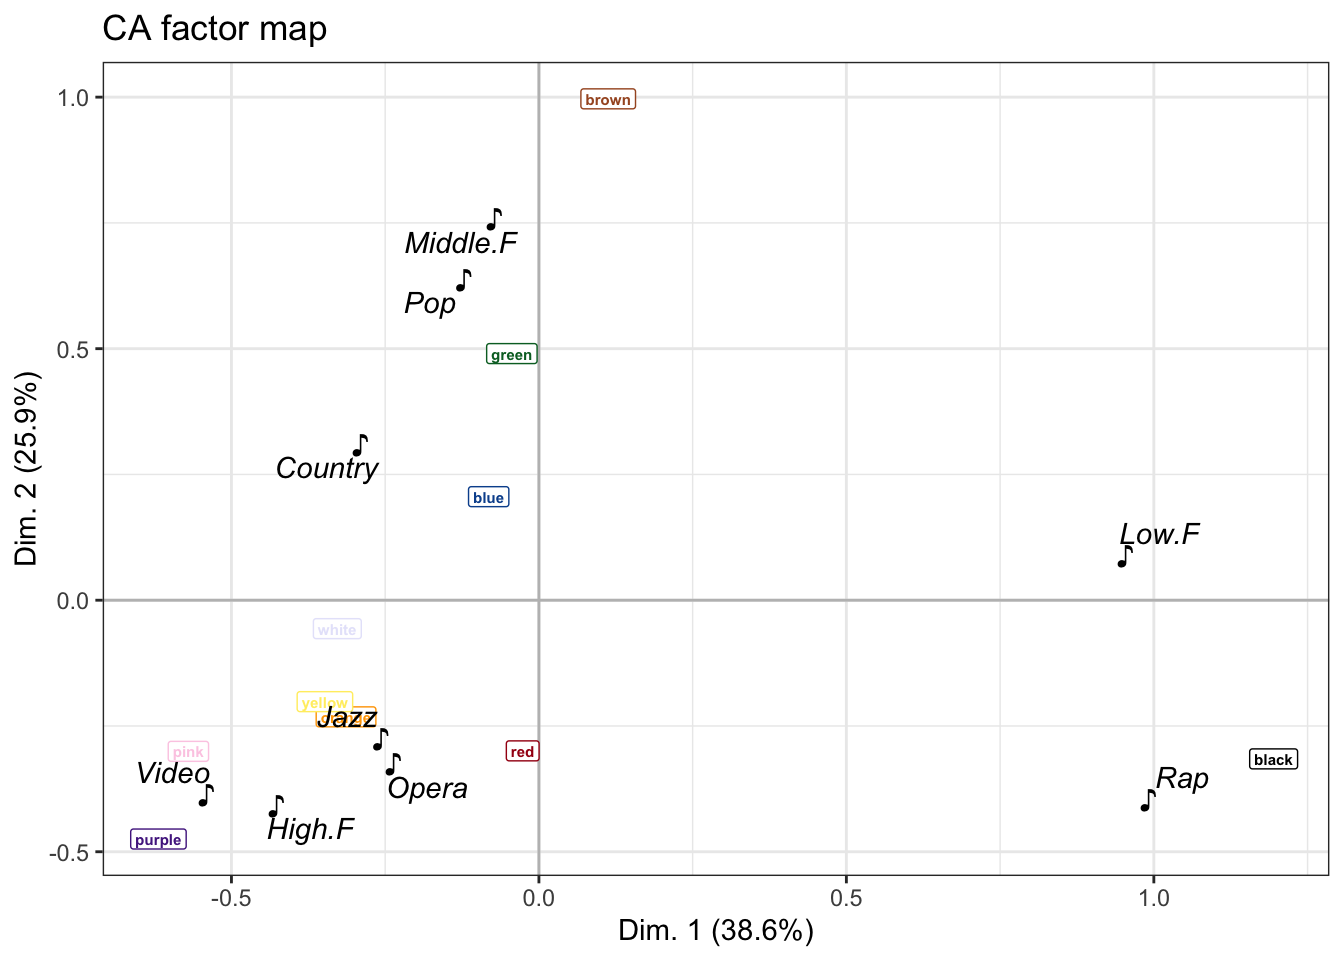 CA factor map
1.0
brown
Middle.F
Pop
0.5
green
Country
blue
Low.F
0.0
white
yellow
Jazz
orange
pink
red
black
Video
Rap
Opera
High.F
purple
-0.5
-0.5
0.0
0.5
1.0
Dim. 1 (38.6%)
Dim. 2 (25.9%)